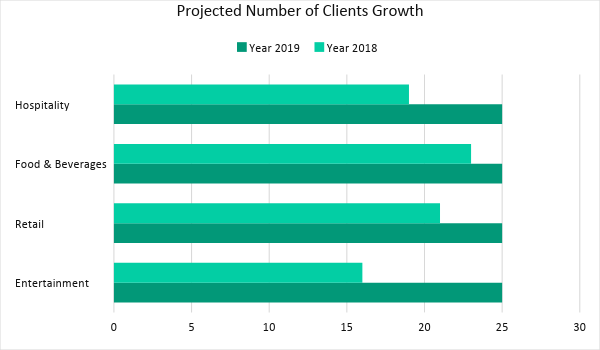 Projected Number of Clients Growth
Year 2019 Year 2018
Hospitality
Food & Beverages
Retail
Entertainment
0 5 10 15 20 25 30